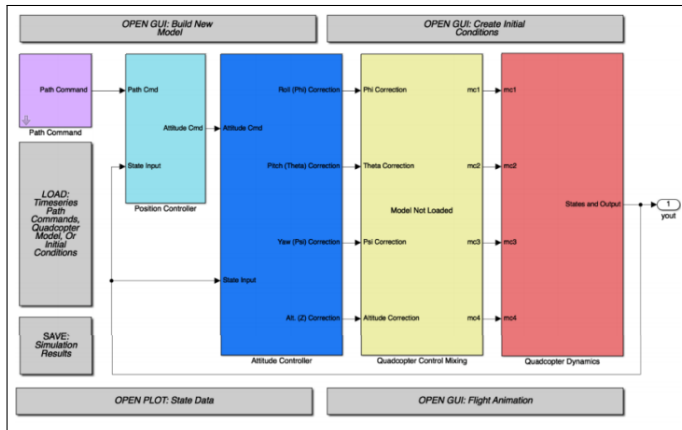 OPEN GUI: Build New
Model
OPEN GUI: Create Initial
Conditions
Path Command
Path Command
Path Cmd
Attitude Cmd
State Input
Position Controller
Attitude Cmd
State Input
Roll (Phi) Correction
Pitch (Theta) Correction
Yaw (Psi) Correction
Alt. (Z) Correction
Attitude Controller
Phi Correction
Theta Correction
Model Not Loaded
Psi Correction
Attitude Correction
mc1
mc2
mc3
mc4
Quadcopter Control Mixing
mc1
mc2
mc3
mc4
States and Output
Quadcopter Dynamics
1
yout
LOAD:
Timeseries
Path
Commands,
Quadcopter
Model, Or
Initial
Conditions
SAVE:
Simulation
Results
OPEN PLOT: State Data
OPEN GUI: Flight Animation